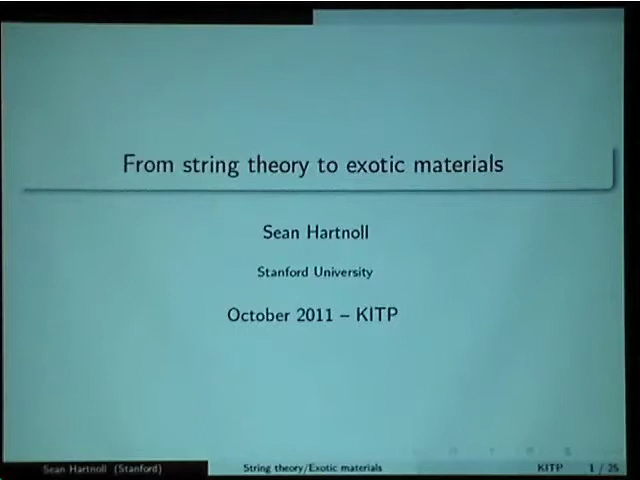 From string theory to exotic materials
Sean Hartnoll
Stanford University
October 2011 – KITP
Sean Hartnoll (Stanford) String theory/Exotic materials KITP 1 / 25